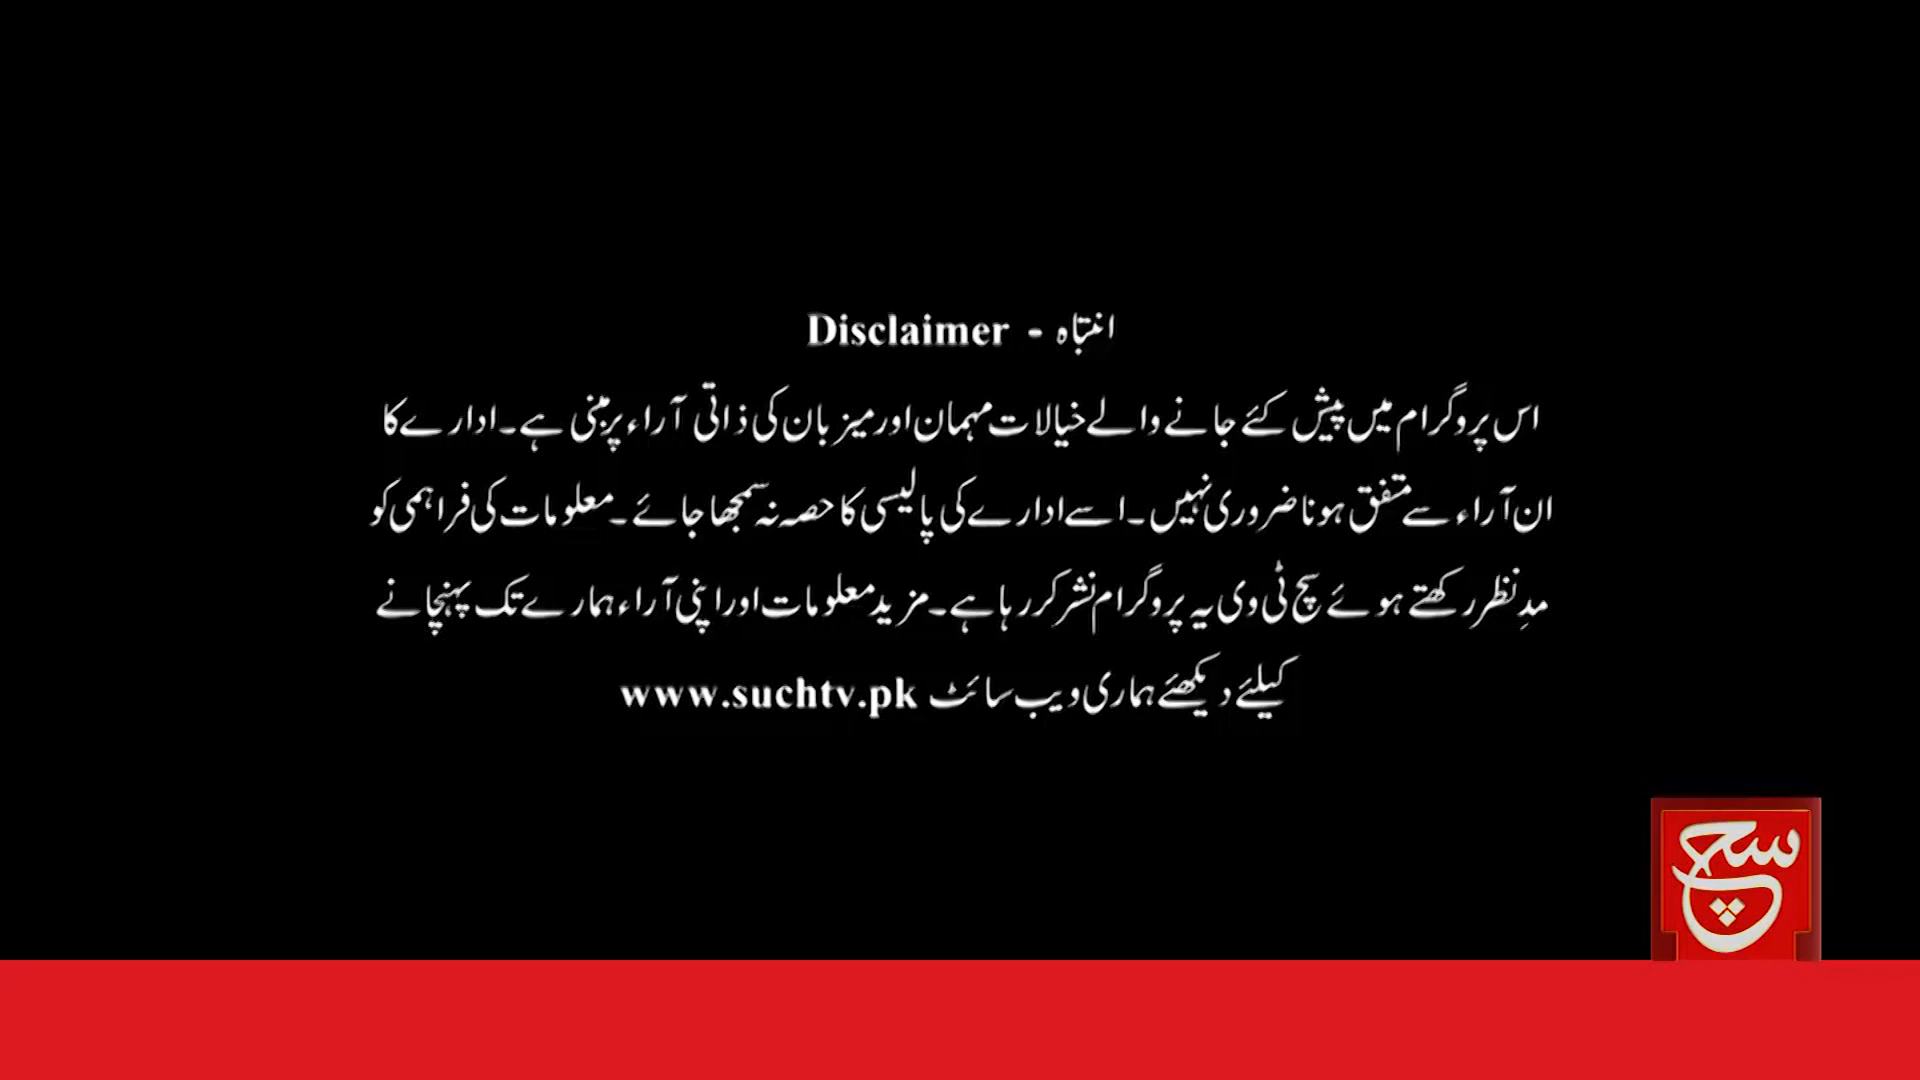 انتباہ - Disclaimer
اس پروگرام میں پیش کئے جانے والے خیالات مہمان اور میزبان کی ذاتی آراء پر مبنی ہے۔ ادارے کا
ان آراء سے متفق ہونا ضروری نہیں۔ اسے ادارے کی پالیسی کا حصہ نہ سمجھا جائے۔ معلومات کی فراہمی کو
مدِنظر رکھتے ہوئے سچ ٹی وی یہ پروگرام نشر کر رہا ہے۔ مزید معلومات اور اپنی آراء ہمارے تک پہنچانے
کیلئے دیکھئے ہماری ویب سائٹ www.suchtv.pk
سچ